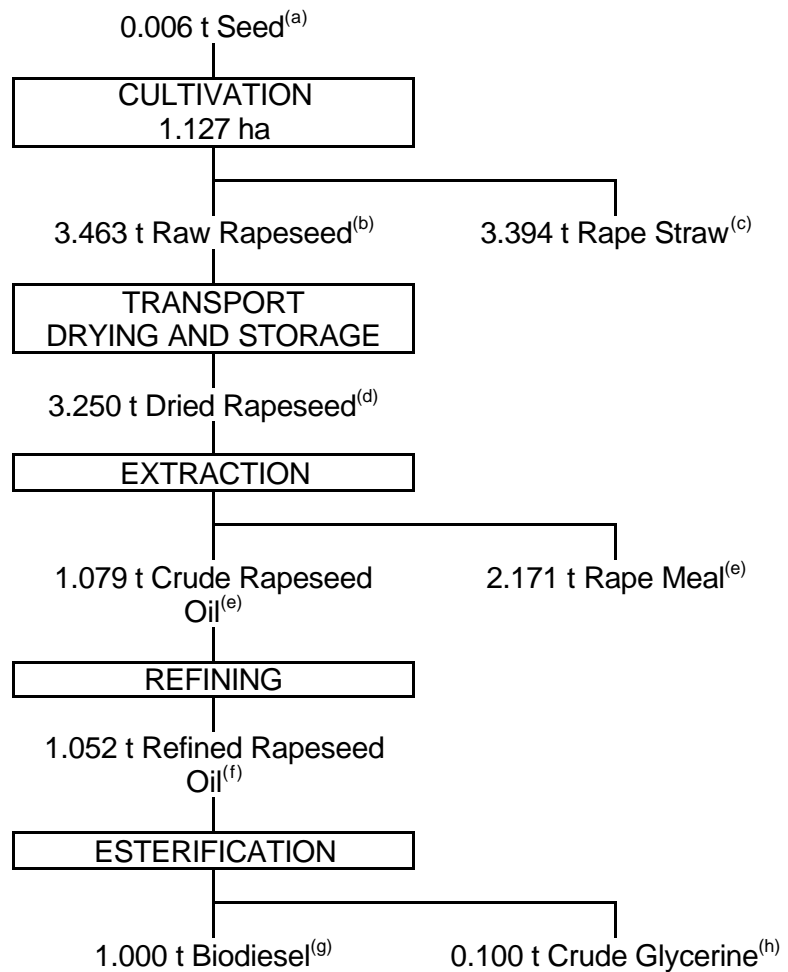 0.006 t Seed(a)
CULTIVATION
1.127 ha
3.463 t Raw Rapeseed(b)
3.394 t Rape Straw(c)
TRANSPORT
DRYING AND STORAGE
3.250 t Dried Rapeseed(d)
EXTRACTION
1.079 t Crude Rapeseed
Oil(e)
2.171 t Rape Meal(e)
REFINING
1.052 t Refined Rapeseed
Oil(f)
ESTERIFICATION
1.000 t Biodiesel(g)
0.100 t Crude Glycerine(h)